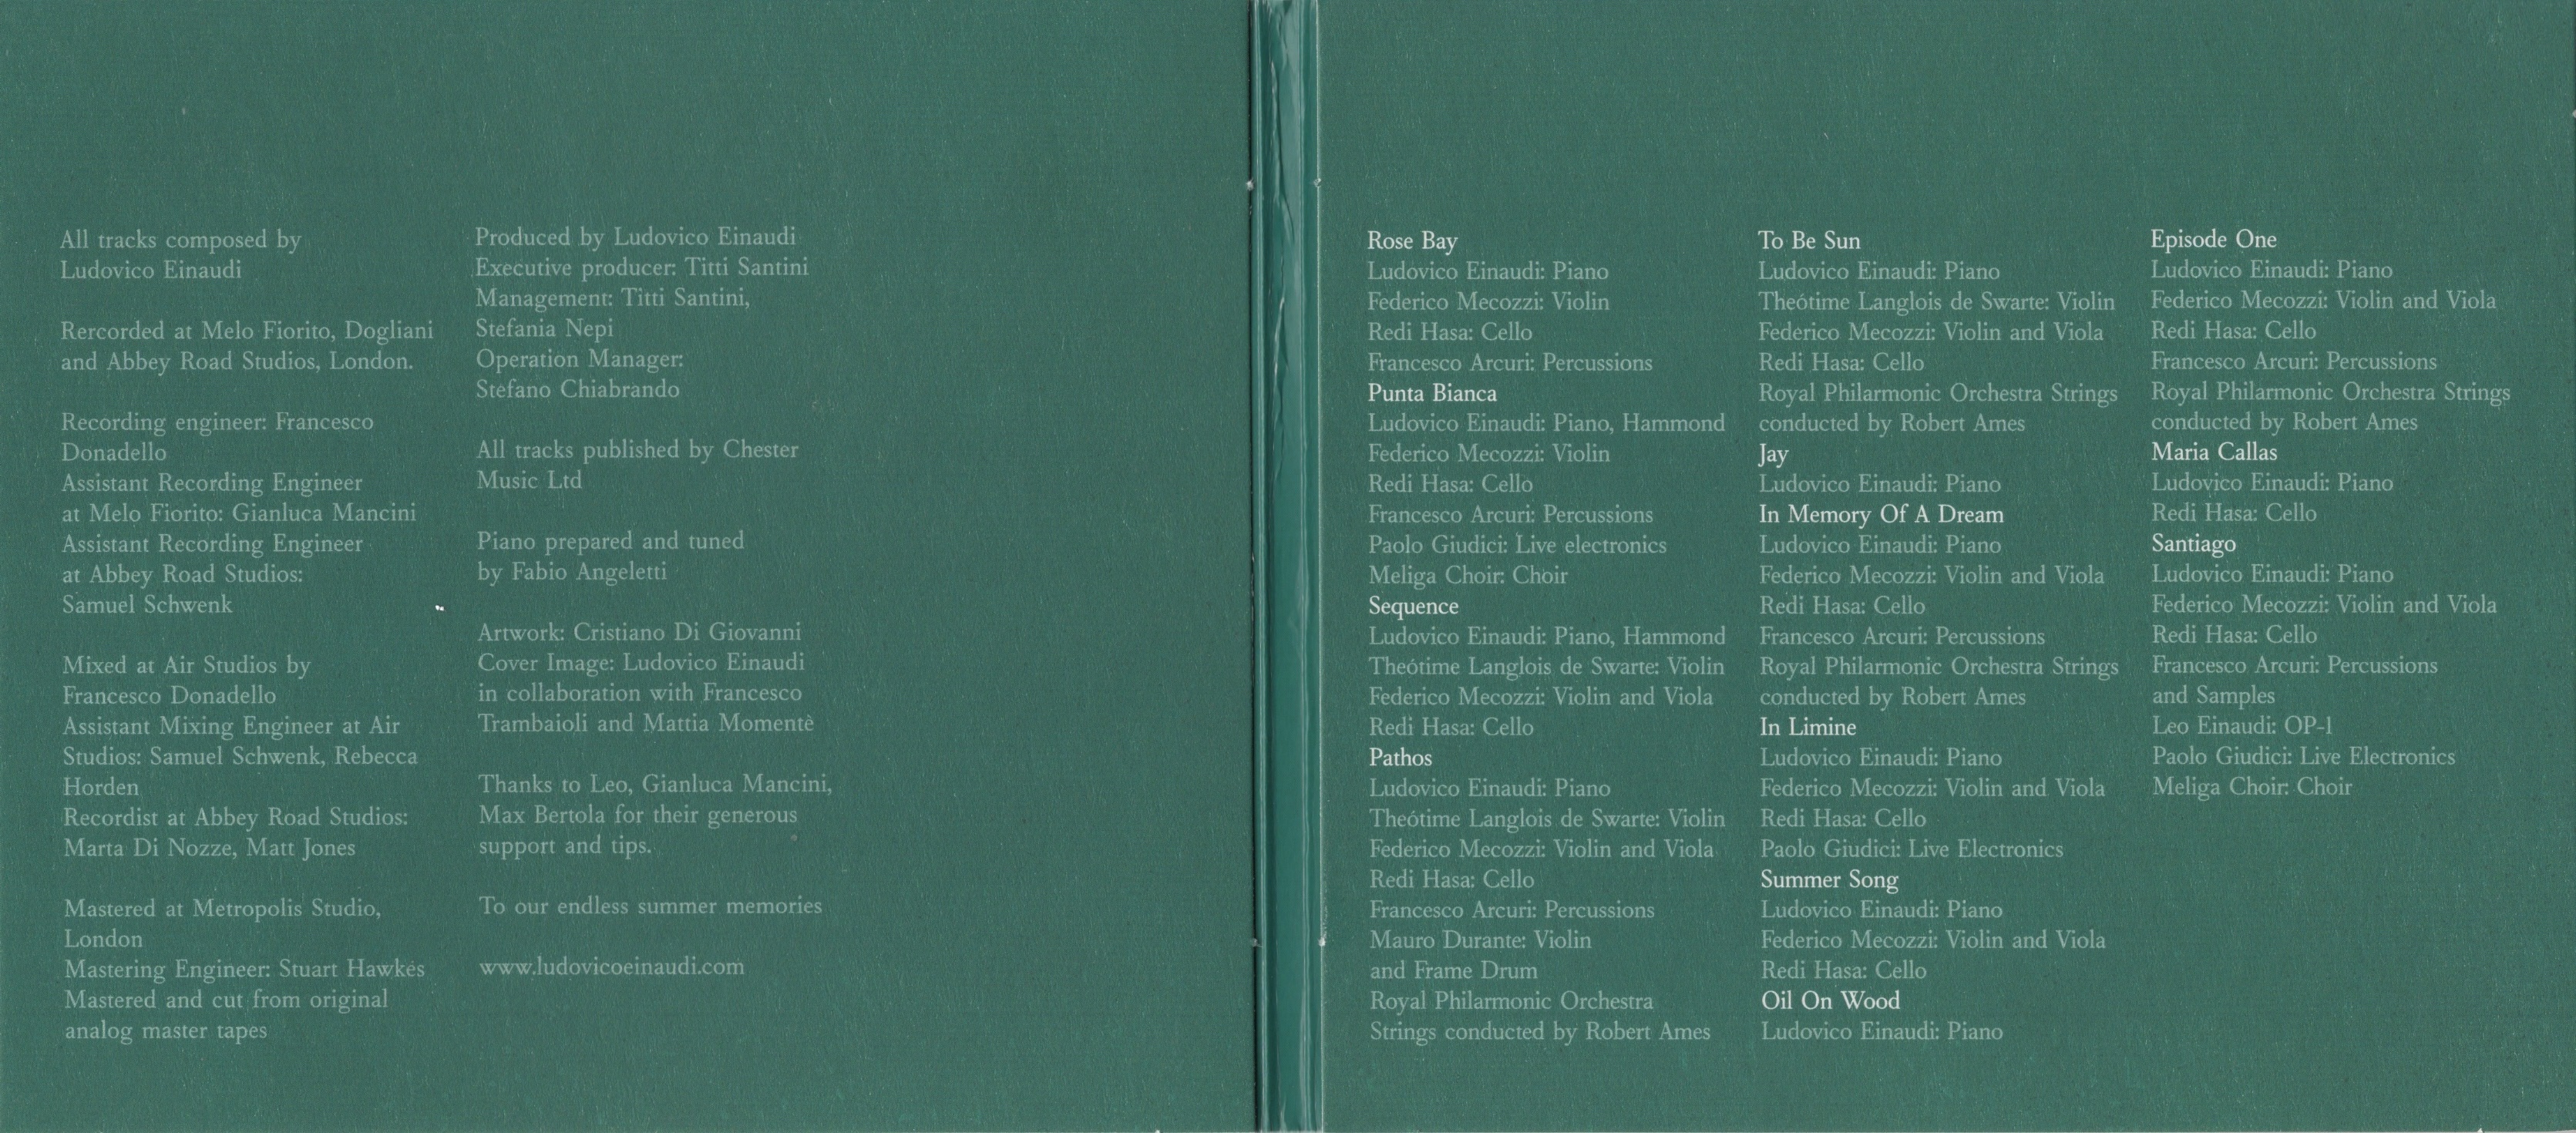 All tracks composed by
Ludovico Einaudi
Rercorded at Melo Fiorito, Dogliani
and Abbey Road Studios, London.
Recording engineer: Francesco
Donadello
Assistant Recording Engineer
at Melo Fiorito: Gianluca Mancini
Assistant Recording Engineer
at Abbey Road Studios:
Samuel Schwenk
Mixed at Air Studios by
Francesco Donadello
Assistant Mixing Engineer at Air
Studios: Samuel Schwenk, Rebecca
Horden
Recordist at Abbey Road Studios:
Marta Di Nozze, Matt Jones
Mastered at Metropolis Studio,
London
Mastering Engineer: Stuart Hawkes
Mastered and cut from original
analog master tapes
Produced by Ludovico Einaudi
Executive producer: Titti Santini
Management: Titti Santini,
Stefania Nepi
Operation Manager:
Stefano Chiabrando
All tracks published by Chester
Music Ltd
Piano prepared and tuned
by Fabio Angeletti
Artwork: Cristiano Di Giovanni
Cover Image: Ludovico Einaudi
in collaboration with Francesco
Trambaioli and Mattia Momentè
Thanks to Leo, Gianluca Mancini,
Max Bertola for their generous
support and tips.
To our endless summer memories
www.ludovicoeinaudi.com
Rose Bay
Ludovico Einaudi: Piano
Federico Mecozzi: Violin
Redi Hasa: Cello
Francesco Arcuri: Percussions
Punta Bianca
Ludovico Einaudi: Piano, Hammond
Federico Mecozzi: Violin
Redi Hasa: Cello
Francesco Arcuri: Percussions
Paolo Giudici: Live electronics
Meliga Choir: Choir
Sequence
Ludovico Einaudi: Piano, Hammond
Theótime Langlois de Swarte: Violin
Federico Mecozzi: Violin and Viola
Redi Hasa: Cello
Pathos
Ludovico Einaudi: Piano
Theótime Langlois de Swarte: Violin
Federico Mecozzi: Violin and Viola
Redi Hasa: Cello
Francesco Arcuri: Percussions
Mauro Durante: Violin
and Frame Drum
Royal Philarmonic Orchestra
Strings conducted by Robert Ames
To Be Sun
Ludovico Einaudi: Piano
Theótime Langlois de Swarte: Violin
Federico Mecozzi: Violin and Viola
Redi Hasa: Cello
Royal Philarmonic Orchestra Strings
conducted by Robert Ames
Jay
Ludovico Einaudi: Piano
In Memory Of A Dream
Ludovico Einaudi: Piano
Federico Mecozzi: Violin and Viola
Redi Hasa: Cello
Francesco Arcuri: Percussions
Royal Philarmonic Orchestra Strings
conducted by Robert Ames
In Limine
Ludovico Einaudi: Piano
Federico Mecozzi: Violin and Viola
Redi Hasa: Cello
Paolo Giudici: Live Electronics
Summer Song
Ludovico Einaudi: Piano
Federico Mecozzi: Violin and Viola
Redi Hasa: Cello
Oil On Wood
Ludovico Einaudi: Piano
Episode One
Ludovico Einaudi: Piano
Federico Mecozzi: Violin and Viola
Redi Hasa: Cello
Francesco Arcuri: Percussions
Royal Philarmonic Orchestra Strings
conducted by Robert Ames
Maria Callas
Ludovico Einaudi: Piano
Redi Hasa: Cello
Santiago
Ludovico Einaudi: Piano
Federico Mecozzi: Violin and Viola
Redi Hasa: Cello
Francesco Arcuri: Percussions
and Samples
Leo Einaudi: OP-1
Paolo Giudici: Live Electronics
Meliga Choir: Choir